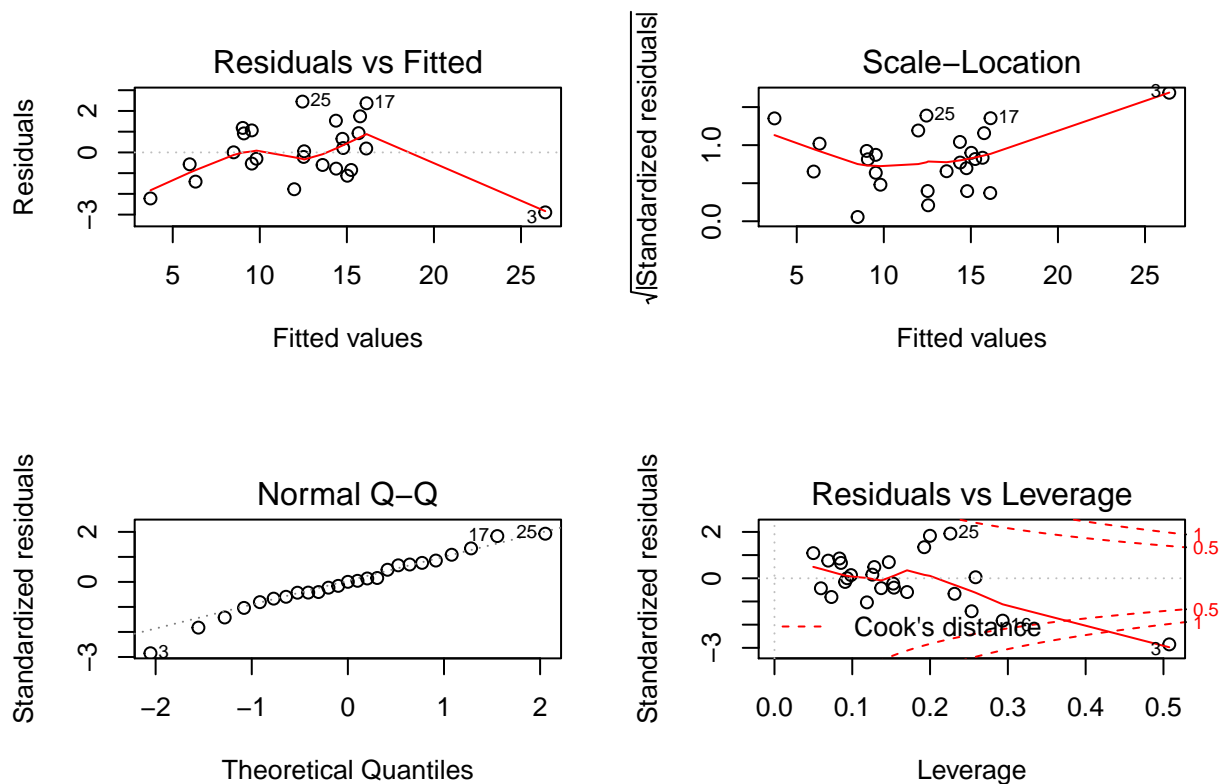 Residuals vs Fitted
Residuals
−3 0 2
25
17
3
5 10 15 20 25
Fitted values
Scale−Location
√|Standardized residuals|
0.0 1.0
25
17
3
5 10 15 20 25
Fitted values
Normal Q−Q
Standardized residuals
−3 0 2
17
25
3
−2 −1 0 1 2
Theoretical Quantiles
Residuals vs Leverage
Standardized residuals
−3 0 2
25
16
3
Cook's distance
1
0.5
0.5
1
0.0 0.1 0.2 0.3 0.4 0.5
Leverage